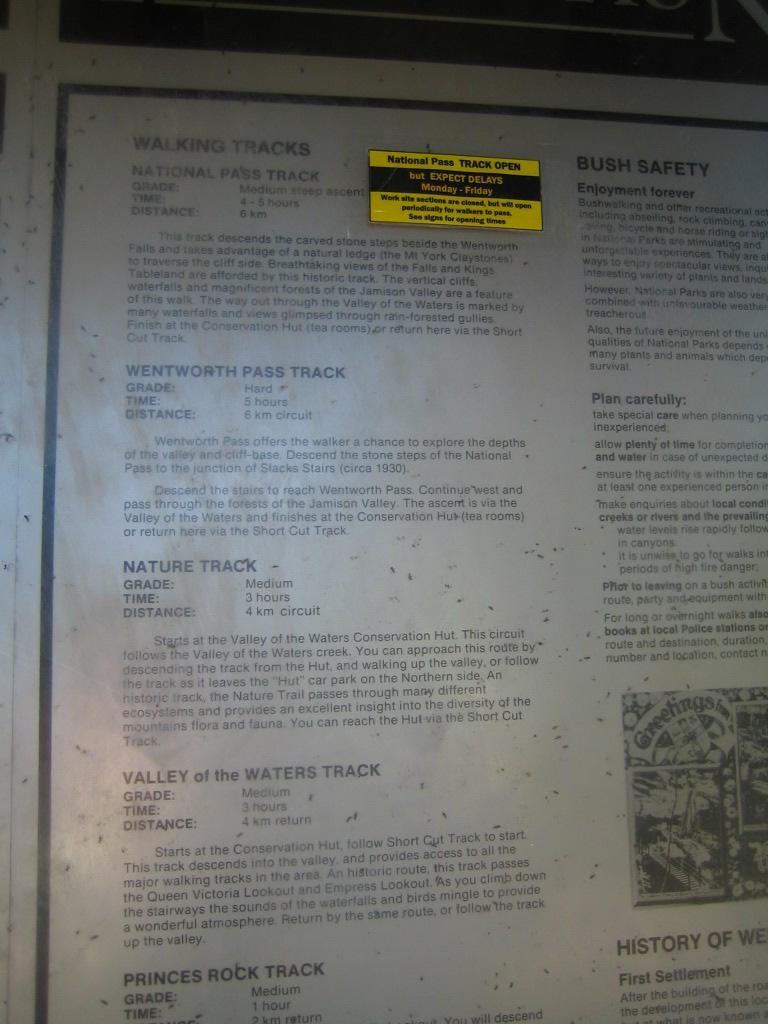 WALKING TRACKS
NATIONAL PASS TRACK
GRADE: Medium steep ascent
TIME: 4 - 5 hours
DISTANCE: 6 km
This track descends the carved stone steps beside the Wentworth
Falls and takes advantage of a natural ledge (the Mt York Claystones)
to traverse the cliff side. Breathtaking views of the Falls and Kings
Tableland are afforded by this historic track. The vertical cliffs,
waterfalls and magnificent forests of the Jamison Valley are a feature
of this walk. The way out through the Valley of the Waters is marked by
many waterfalls and views glimpsed through rain-forested gullies.
Finish at the Conservation Hut (tea rooms) or return here via the Short
Cut Track.
National Pass TRACK OPEN
but EXPECT DELAYS
Monday - Friday
Work site sections are closed, but will open
periodically for walkers to pass.
See signs for opening times
WENTWORTH PASS TRACK
GRADE: Hard
TIME: 5 hours
DISTANCE: 6 km circuit
Wentworth Pass offers the walker a chance to explore the depths
of the valley and cliff-base. Descend the stone steps of the National
Pass to the junction of Slacks Stairs (circa 1930).
Descend the stairs to reach Wentworth Pass. Continue west and
pass through the forests of the Jamison Valley. The ascent is via the
Valley of the Waters and finishes at the Conservation Hut (tea rooms)
or return here via the Short Cut Track.
NATURE TRACK
GRADE: Medium
TIME: 3 hours
DISTANCE: 4 km circuit
Starts at the Valley of the Waters Conservation Hut. This circuit
follows the Valley of the Waters creek. You can approach this route by
descending the track from the Hut, and walking up the valley, or follow
the track as it leaves the "Hut" car park on the Northern side. An
historic track, the Nature Trail passes through many different
ecosystems and provides an excellent insight into the diversity of the
mountains flora and fauna. You can reach the Hut via the Short Cut
Track.
VALLEY of the WATERS TRACK
GRADE: Medium
TIME: 3 hours
DISTANCE: 4 km return
Starts at the Conservation Hut, follow Short Cut Track to start.
This track descends into the valley, and provides access to all the
major walking tracks in the area. An historic route, this track passes
the Queen Victoria Lookout and Empress Lookout. As you climb down
the stairways the sounds of the waterfalls and birds mingle to provide
a wonderful atmosphere. Return by the same route, or follow the track
up the valley.
PRINCES ROCK TRACK
GRADE: Medium
TIME: 1 hour
2 km return
You will descend
BUSH SAFETY
Enjoyment forever
Bushwalking and other recreational
including abseiling, rock climbing,
bicycle and horse riding or
in National Parks are stimulating and
unforgettable experiences. They are
ways to enjoy spectacular views,
interesting variety of plants and lands
However, National Parks are also very
combined with unfavourable weather
treacherous
Also, the future enjoyment of the
qualities of National Parks depends
many plants and animals which
survival.
Plan carefully:
take special care when planning
inexperienced;
allow plenty of time for completion
and water in case of unexpected
ensure the activity is within the
at least one experienced person
make enquiries about local
creeks or rivers and the prevailing
water levels rise rapidly
in canyons.
it is unwise to go for walks
periods of high fire danger;
Prior to leaving on a bush
route, party and equipment with
For long or overnight walks also
books at local Police stations or
route and destination, duration,
number and location, contact
Greetings
HISTORY OF WE
First Settlement
After the building of the
the development of this
what is now known